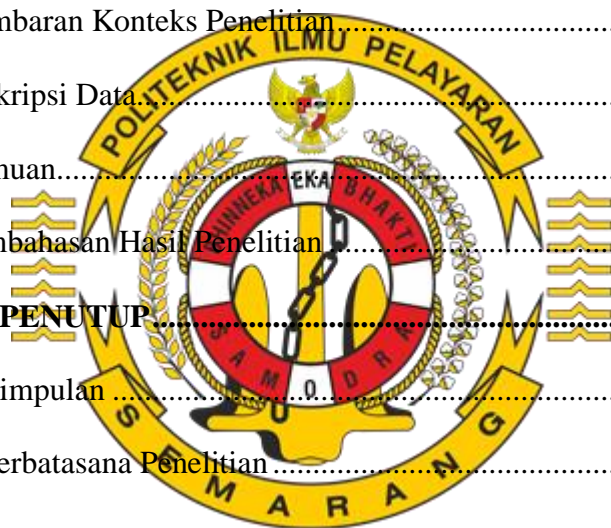 mbaran Konteks Penelitian..............................
POLITEKNIK ILMU PELAYARAN
kripsi Data..............................
nuan..............................
BHINNEKA EKA BHAKTI
mbahasan Hasil Penelitian..............................
PENUTUP..............................
SAMODRA
impulan..............................
erbatasana Penelitian..............................
SEMARANG